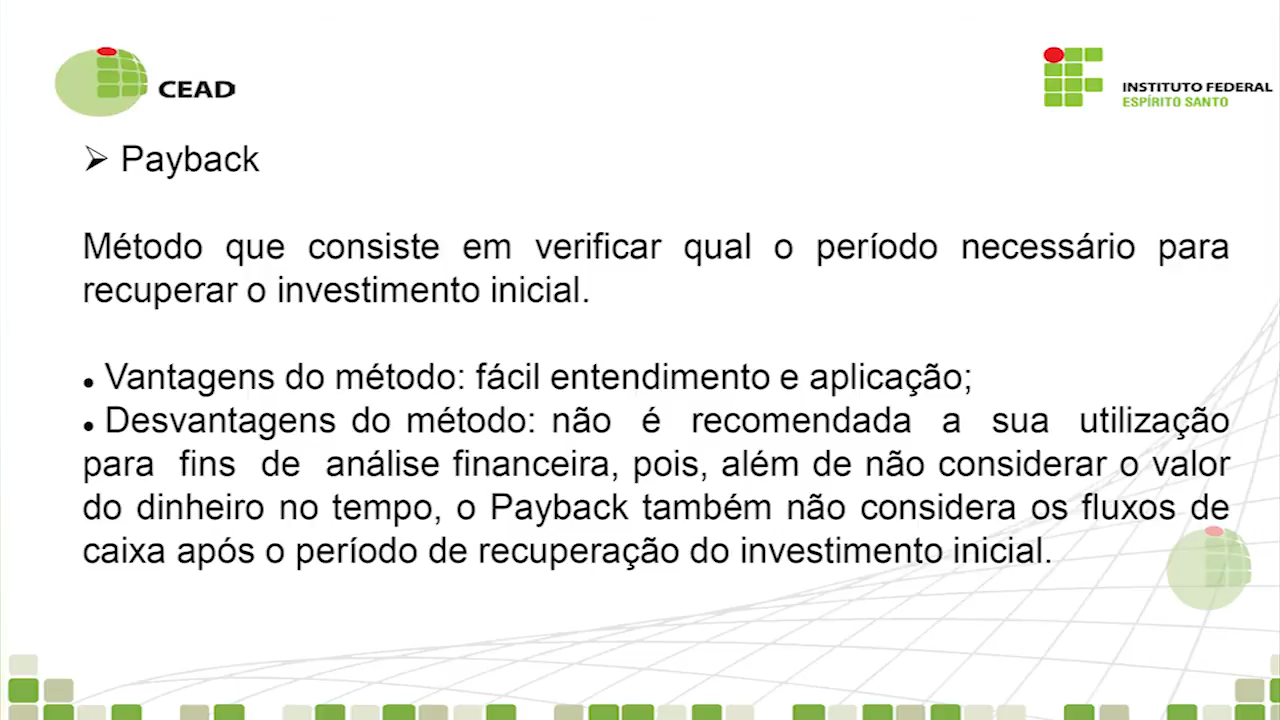 CEAD
INSTITUTO FEDERAL
ESPÍRITO SANTO
➢ Payback
Método que consiste em verificar qual o período necessário para
recuperar o investimento inicial.
• Vantagens do método: fácil entendimento e aplicação;
• Desvantagens do método: não é recomendada a sua utilização
para fins de análise financeira, pois, além de não considerar o valor
do dinheiro no tempo, o Payback também não considera os fluxos de
caixa após o período de recuperação do investimento inicial.